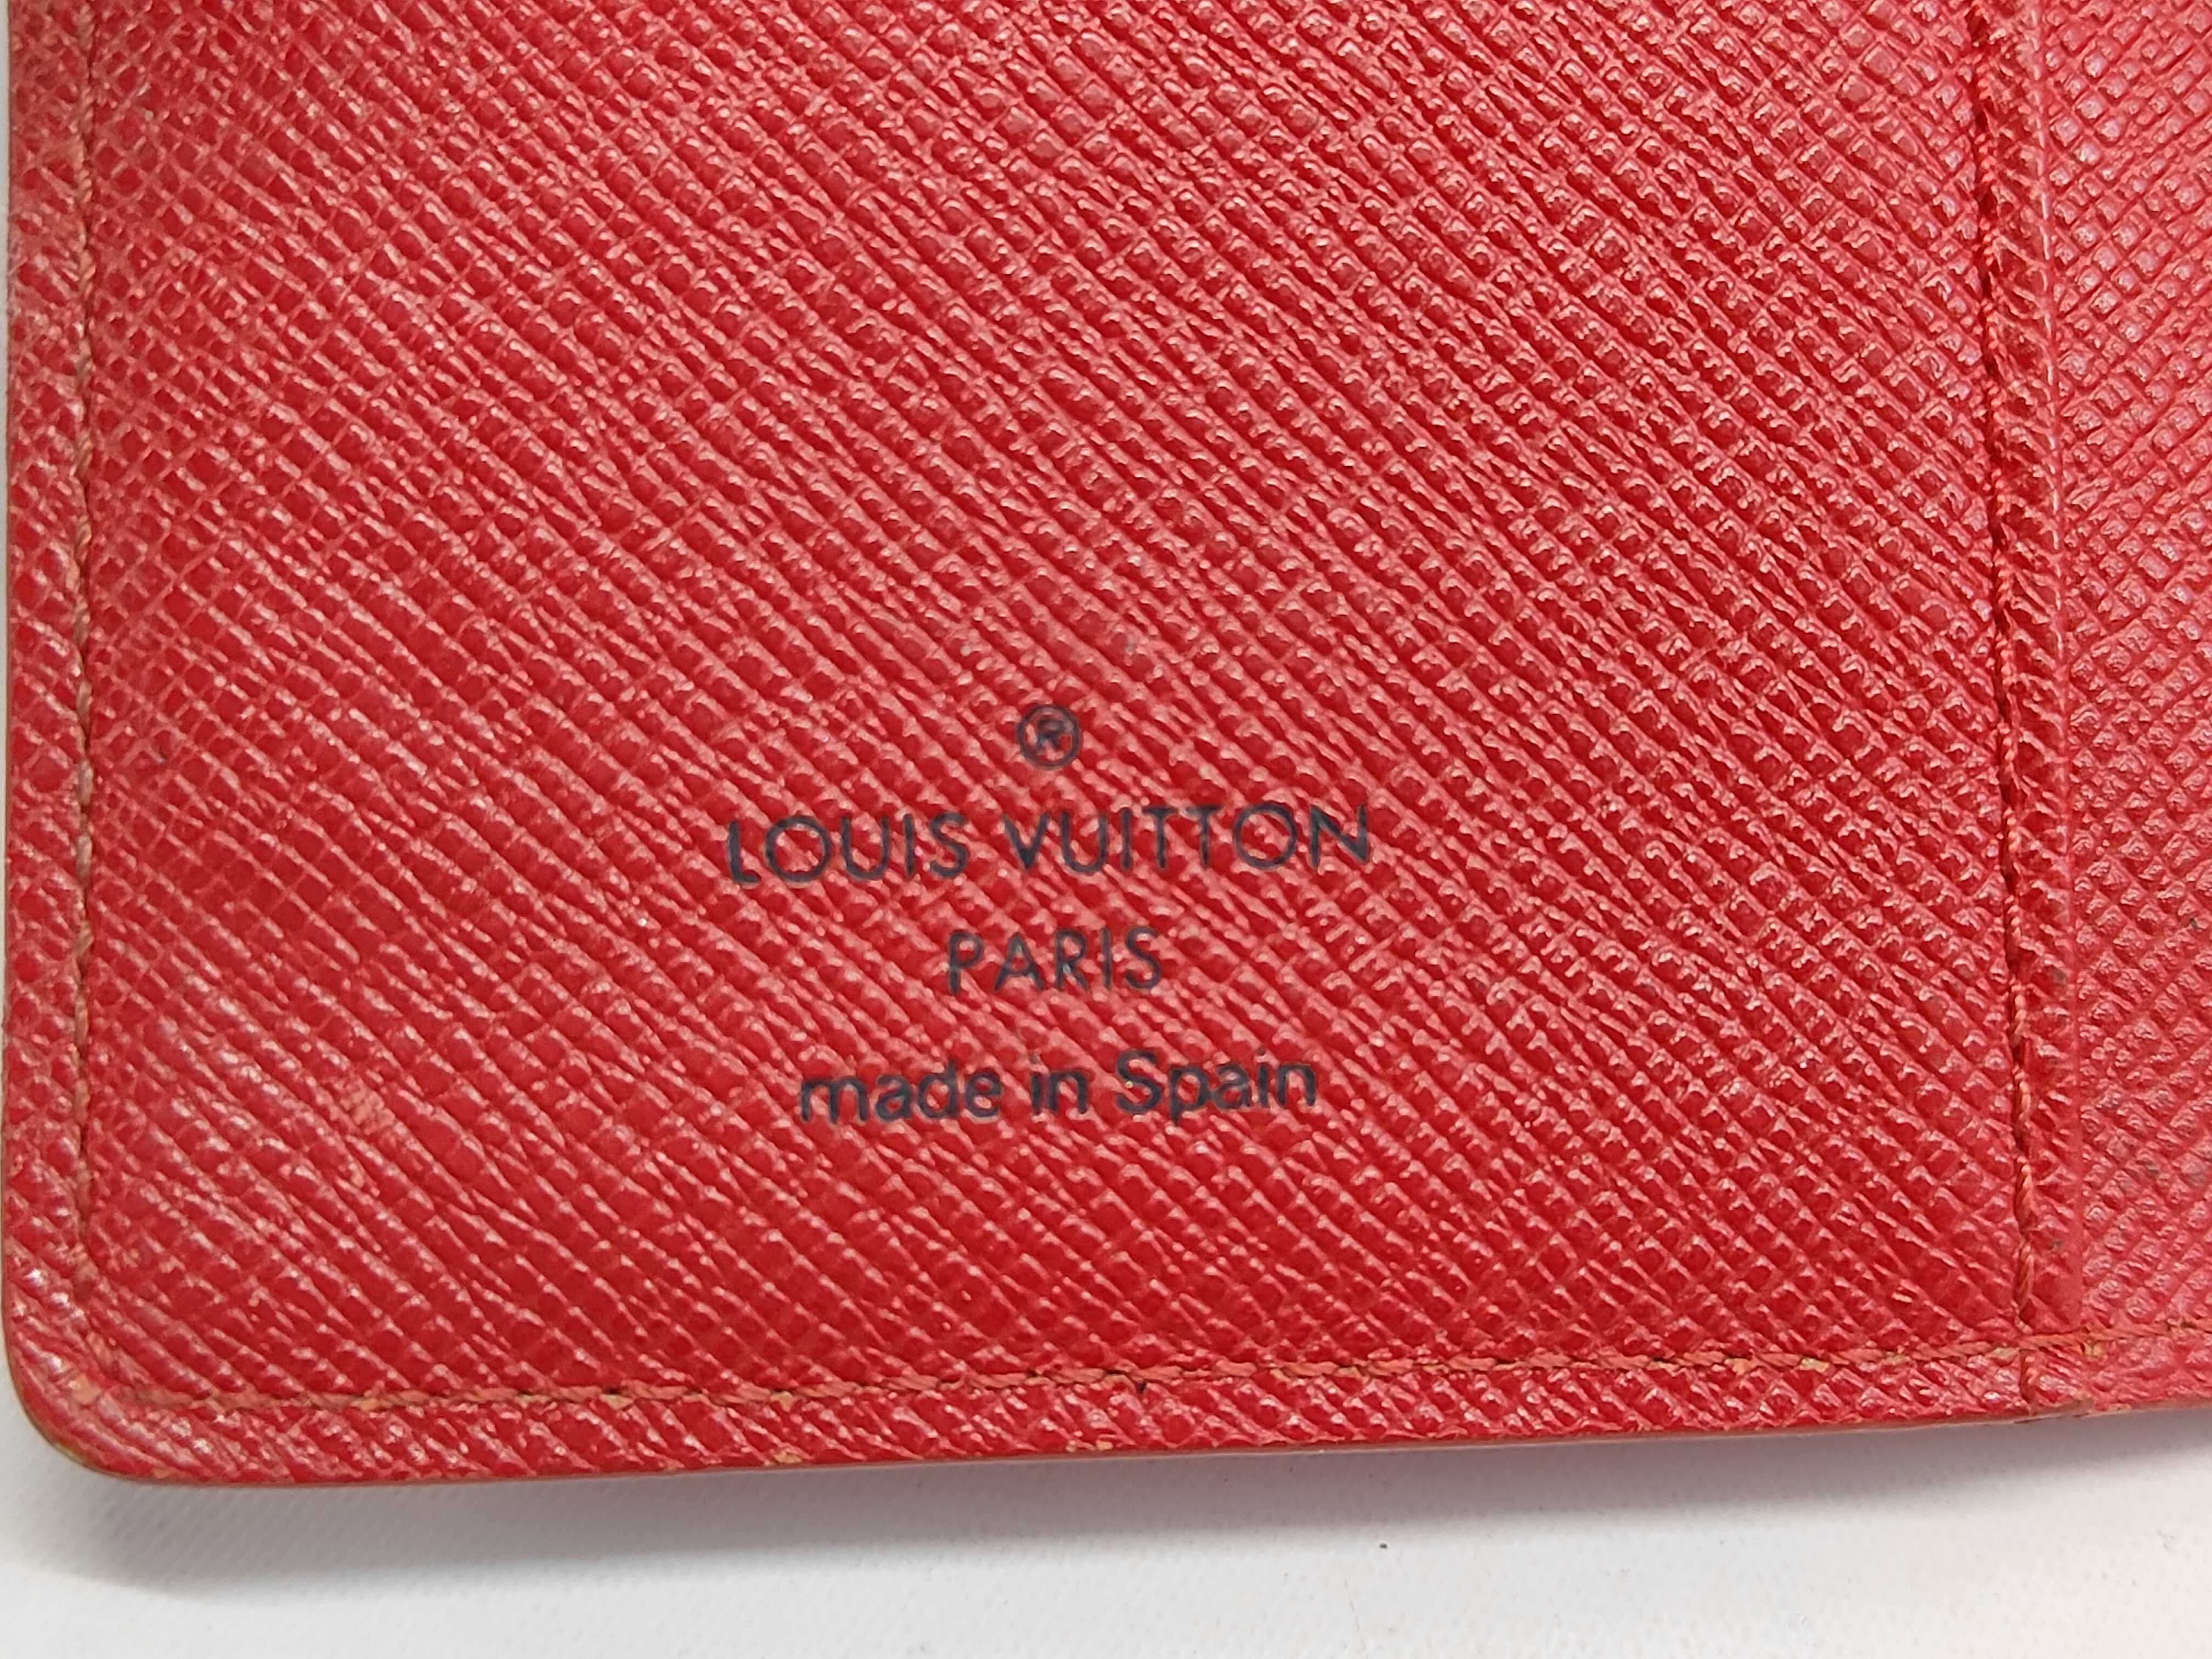 ®
LOUIS VUITTON
PARIS
made in Spain